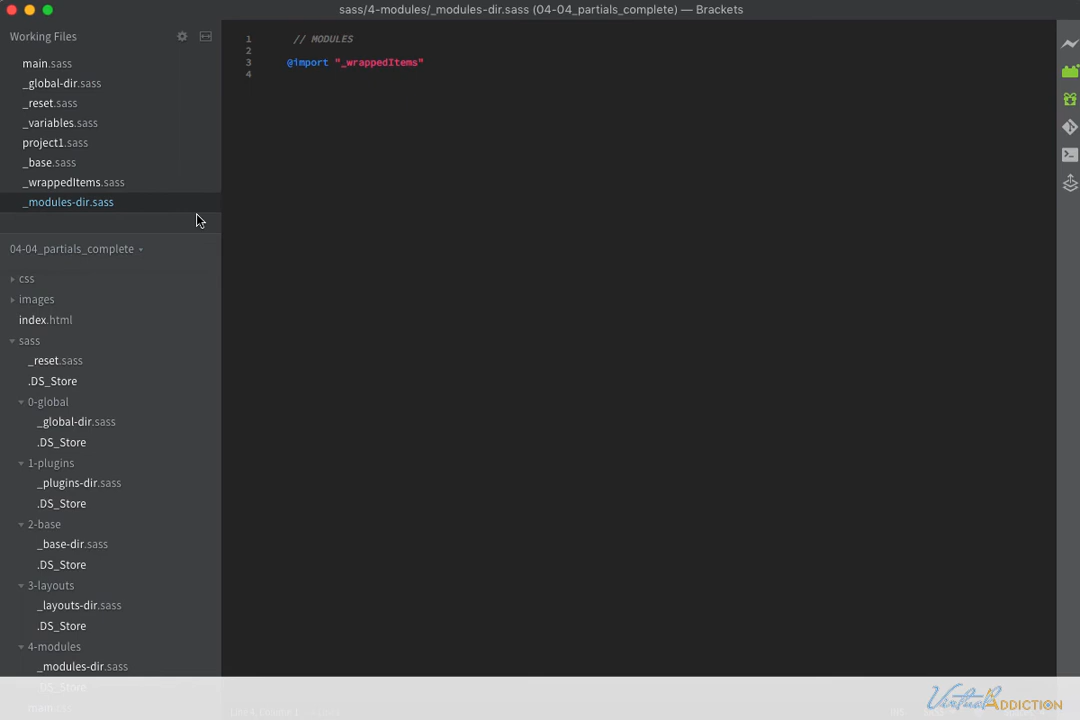 sass/4-modules/_modules-dir.sass (04-04_partials_complete) — Brackets
Working Files
main.sass
_global-dir.sass
_reset.sass
_variables.sass
project1.sass
_base.sass
_wrappedItems.sass
_modules-dir.sass
04-04_partials_complete
css
images
index.html
sass
_reset.sass
.DS_Store
0-global
_global-dir.sass
.DS_Store
1-plugins
_plugins-dir.sass
.DS_Store
2-base
_base-dir.sass
.DS_Store
3-layouts
_layouts-dir.sass
.DS_Store
4-modules
_modules-dir.sass
.DS_Store
1 // MODULES
2
3 @import "_wrappedItems"
4
Virtual ADDICTION